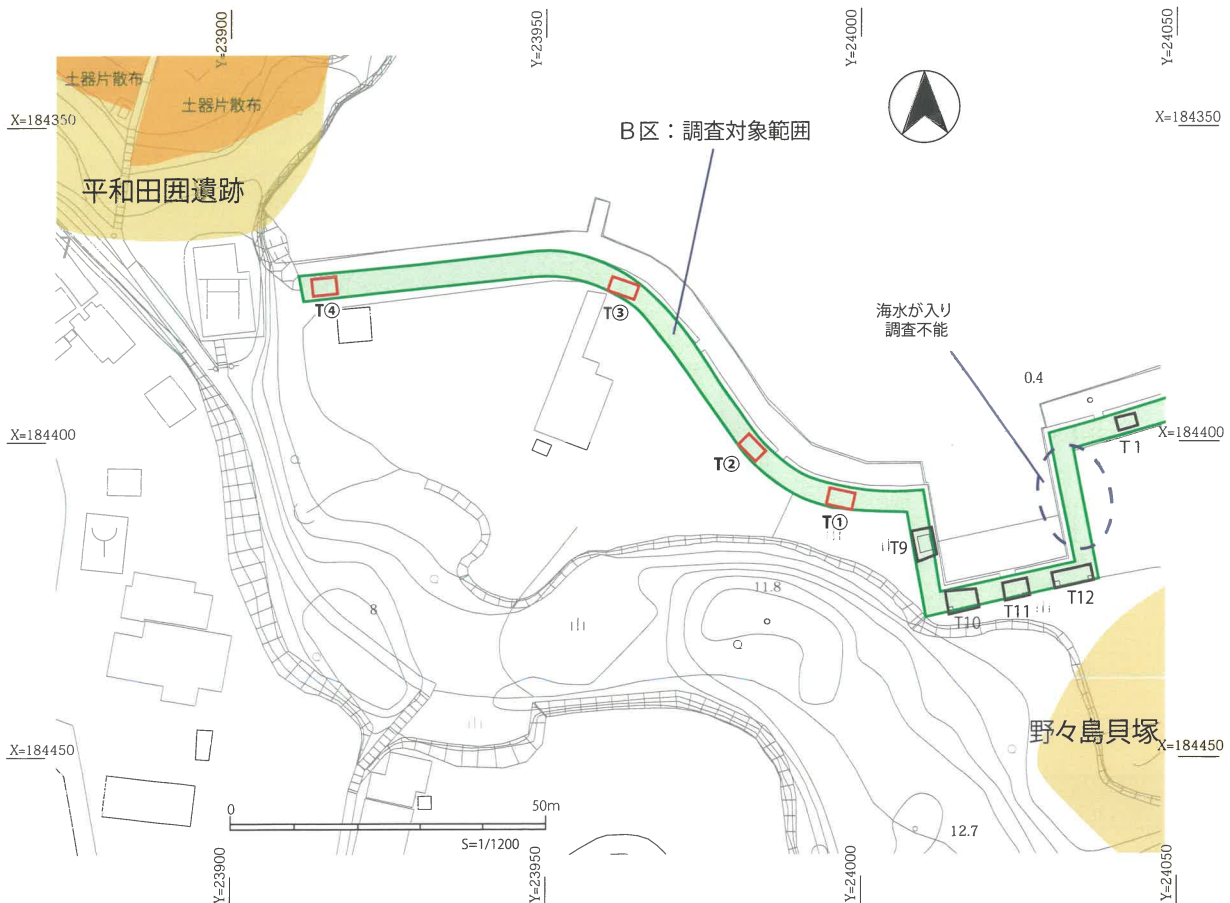 Y=23900
Y=23950
Y=24000
Y=24050
土器片散布
土器片散布
X=184350
X=184350
B区：調査対象範囲
平和田囲遺跡
T④
T③
海水が入り
調査不能
0.4
X=184400
X=184400
T1
T②
T①
T9
T10
T11
T12
11.8
8
野々島貝塚
X=184450
X=184450
0
50m
S=1/1200
12.7
Y=23900
Y=23950
Y=24000
Y=24050